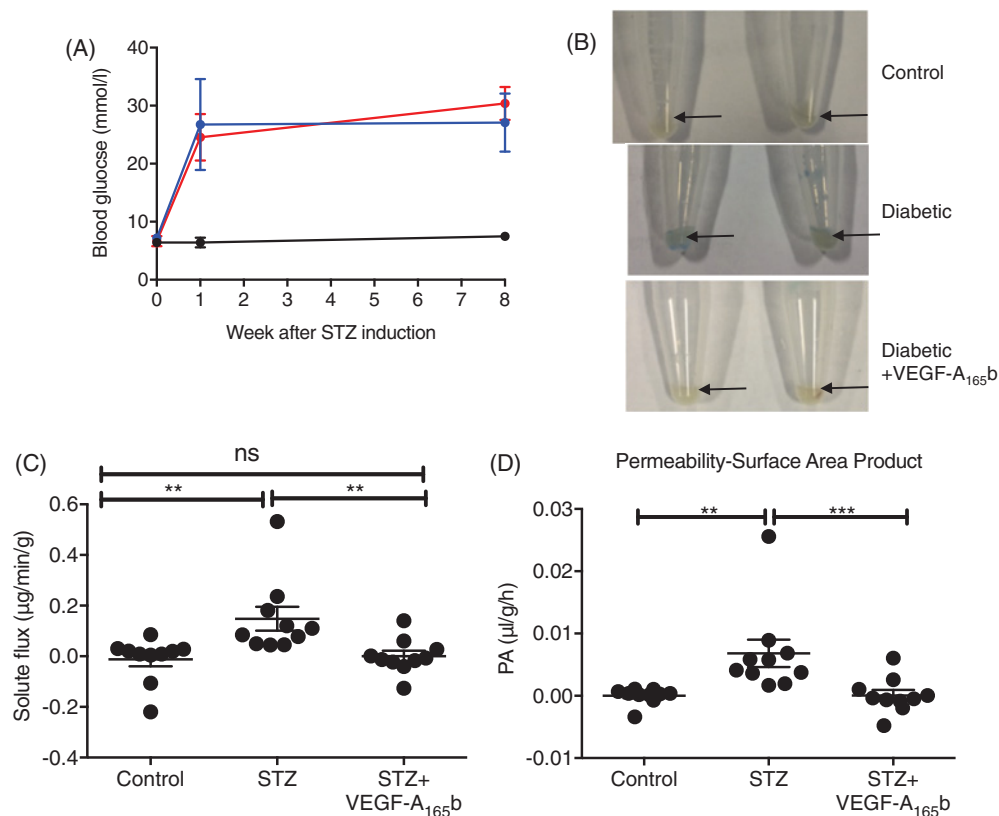 (A)
Blood gluocse (mmol/l)
40
30
20
10
0
0 1 2 3 4 5 6 7 8
Week after STZ induction
(B)
Control
Diabetic
Diabetic
+VEGF-A165b
(C)
ns
** **
Solute flux (µg/min/g)
0.6
0.4
0.2
0.0
-0.2
-0.4
Control STZ STZ+
VEGF-A165b
(D)
Permeability-Surface Area Product
** ***
PA (µl/g/h)
0.03
0.02
0.01
0.00
-0.01
Control STZ STZ+
VEGF-A165b